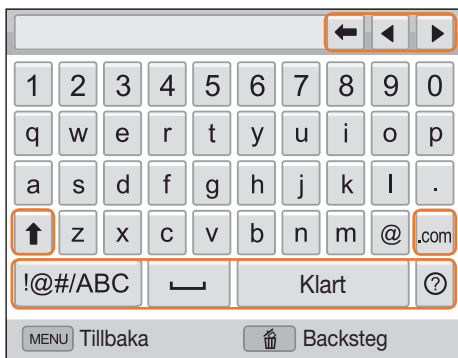 1 2 3 4 5 6 7 8 9 0
q w e r t y u i o p
a s d f g h j k l .
z x c v b n m @ .com
!@#/ABC Klart ?
MENU Tillbaka Backsteg